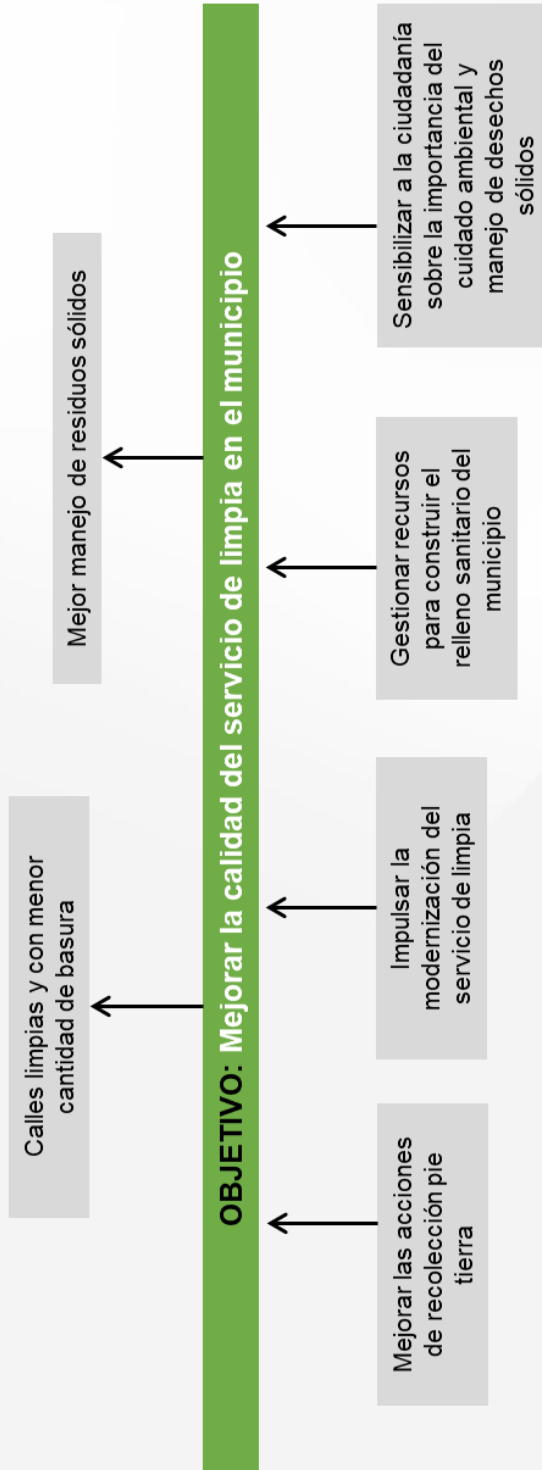 Calles limpias y con menor
cantidad de basura
Mejor manejo de residuos sólidos
OBJETIVO: Mejorar la calidad del servicio de limpia en el municipio
Mejorar las acciones
de recolección pie
tierra
Impulsar la
modernización del
servicio de limpia
Gestionar recursos
para construir el
relleno sanitario del
municipio
Sensibilizar a la ciudadanía
sobre la importancia del
cuidado ambiental y
manejo de desechos
sólidos